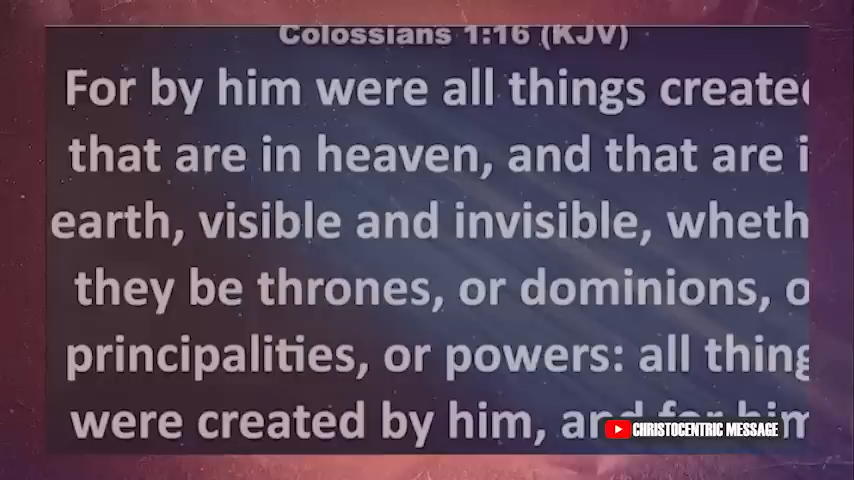 Colossians 1:16 (KJV)
For by him were all things created
that are in heaven, and that are i
earth, visible and invisible, wheth
they be thrones, or dominions, o
principalities, or powers: all thing
were created by him, and for him
CHRISTOCENTRIC MESSAGE